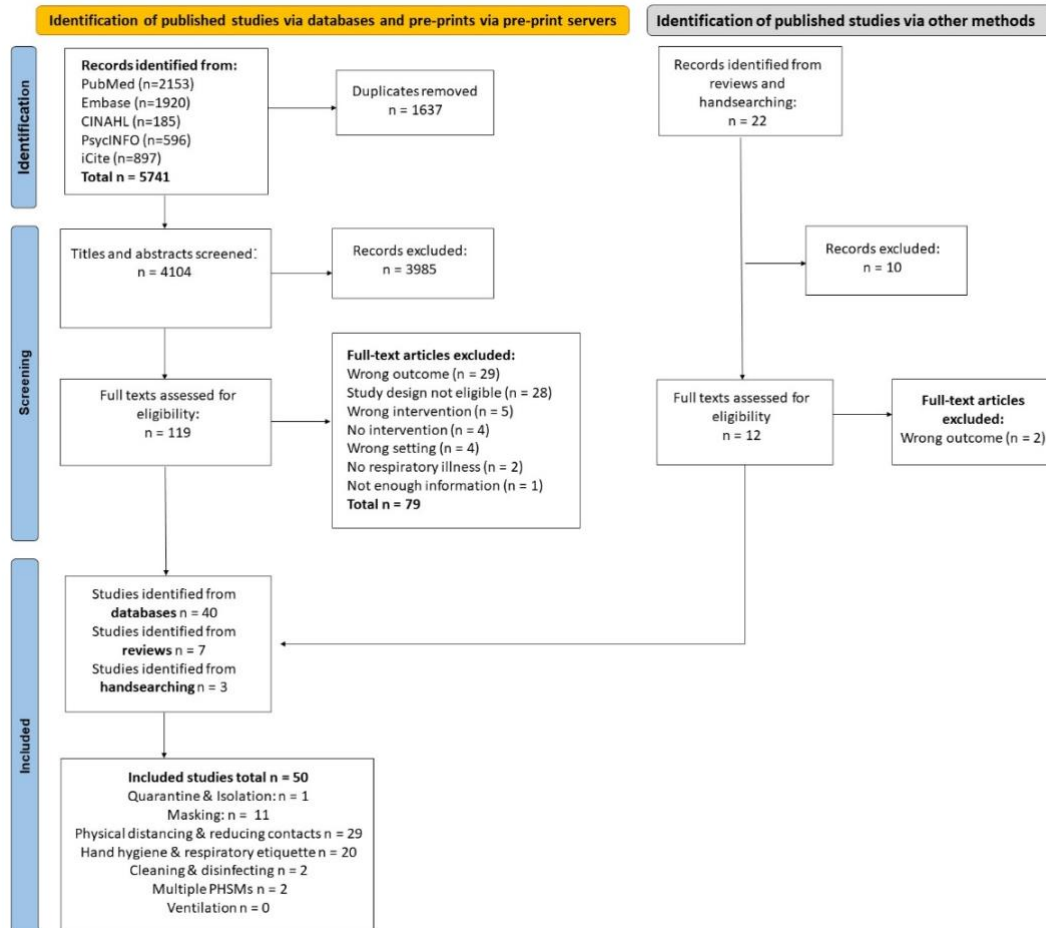 Identification of published studies via databases and pre-prints via pre-print servers
Identification of published studies via other methods
Identification
Records identified from:
PubMed (n=2153)
Embase (n=1920)
CINAHL (n=185)
PsycINFO (n=596)
iCite (n=897)
Total n = 5741
Duplicates removed
n = 1637
Records identified from
reviews and
handsearching:
n = 22
Screening
Titles and abstracts screened:
n = 4104
Records excluded:
n = 3985
Records excluded:
n = 10
Full texts assessed for
eligibility:
n = 119
Full-text articles excluded:
Wrong outcome (n = 29)
Study design not eligible (n = 28)
Wrong intervention (n = 5)
No intervention (n = 4)
Wrong setting (n = 4)
No respiratory illness (n = 2)
Not enough information (n = 1)
Total n = 79
Full texts assessed for
eligibility
n = 12
Full-text articles
excluded:
Wrong outcome (n = 2)
Included
Studies identified from
databases n = 40
Studies identified from
reviews n = 7
Studies identified from
handsearching n = 3
Included studies total n = 50
Quarantine & Isolation: n = 1
Masking: n = 11
Physical distancing & reducing contacts n = 29
Hand hygiene & respiratory etiquette n = 20
Cleaning & disinfecting n = 2
Multiple PHSMs n = 2
Ventilation n = 0